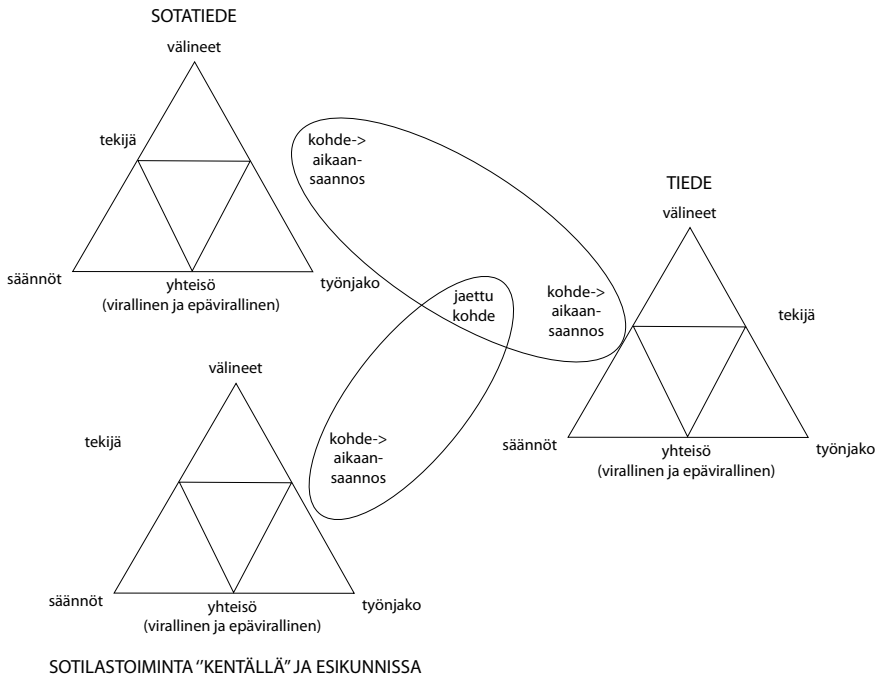 SOTATIEDE
välineet
tekijä
kohde->
aikaan-
saannos
säännöt
yhteisö
(virallinen ja epävirallinen)
työnjako
TIEDE
välineet
jaettu
kohde
kohde->
aikaan-
saannos
tekijä
säännöt
yhteisö
(virallinen ja epävirallinen)
työnjako
välineet
tekijä
kohde->
aikaan-
saannos
säännöt
yhteisö
(virallinen ja epävirallinen)
työnjako
SOTILASTOIMINTA ”KENTÄLLÄ” JA ESIKUNNISSA